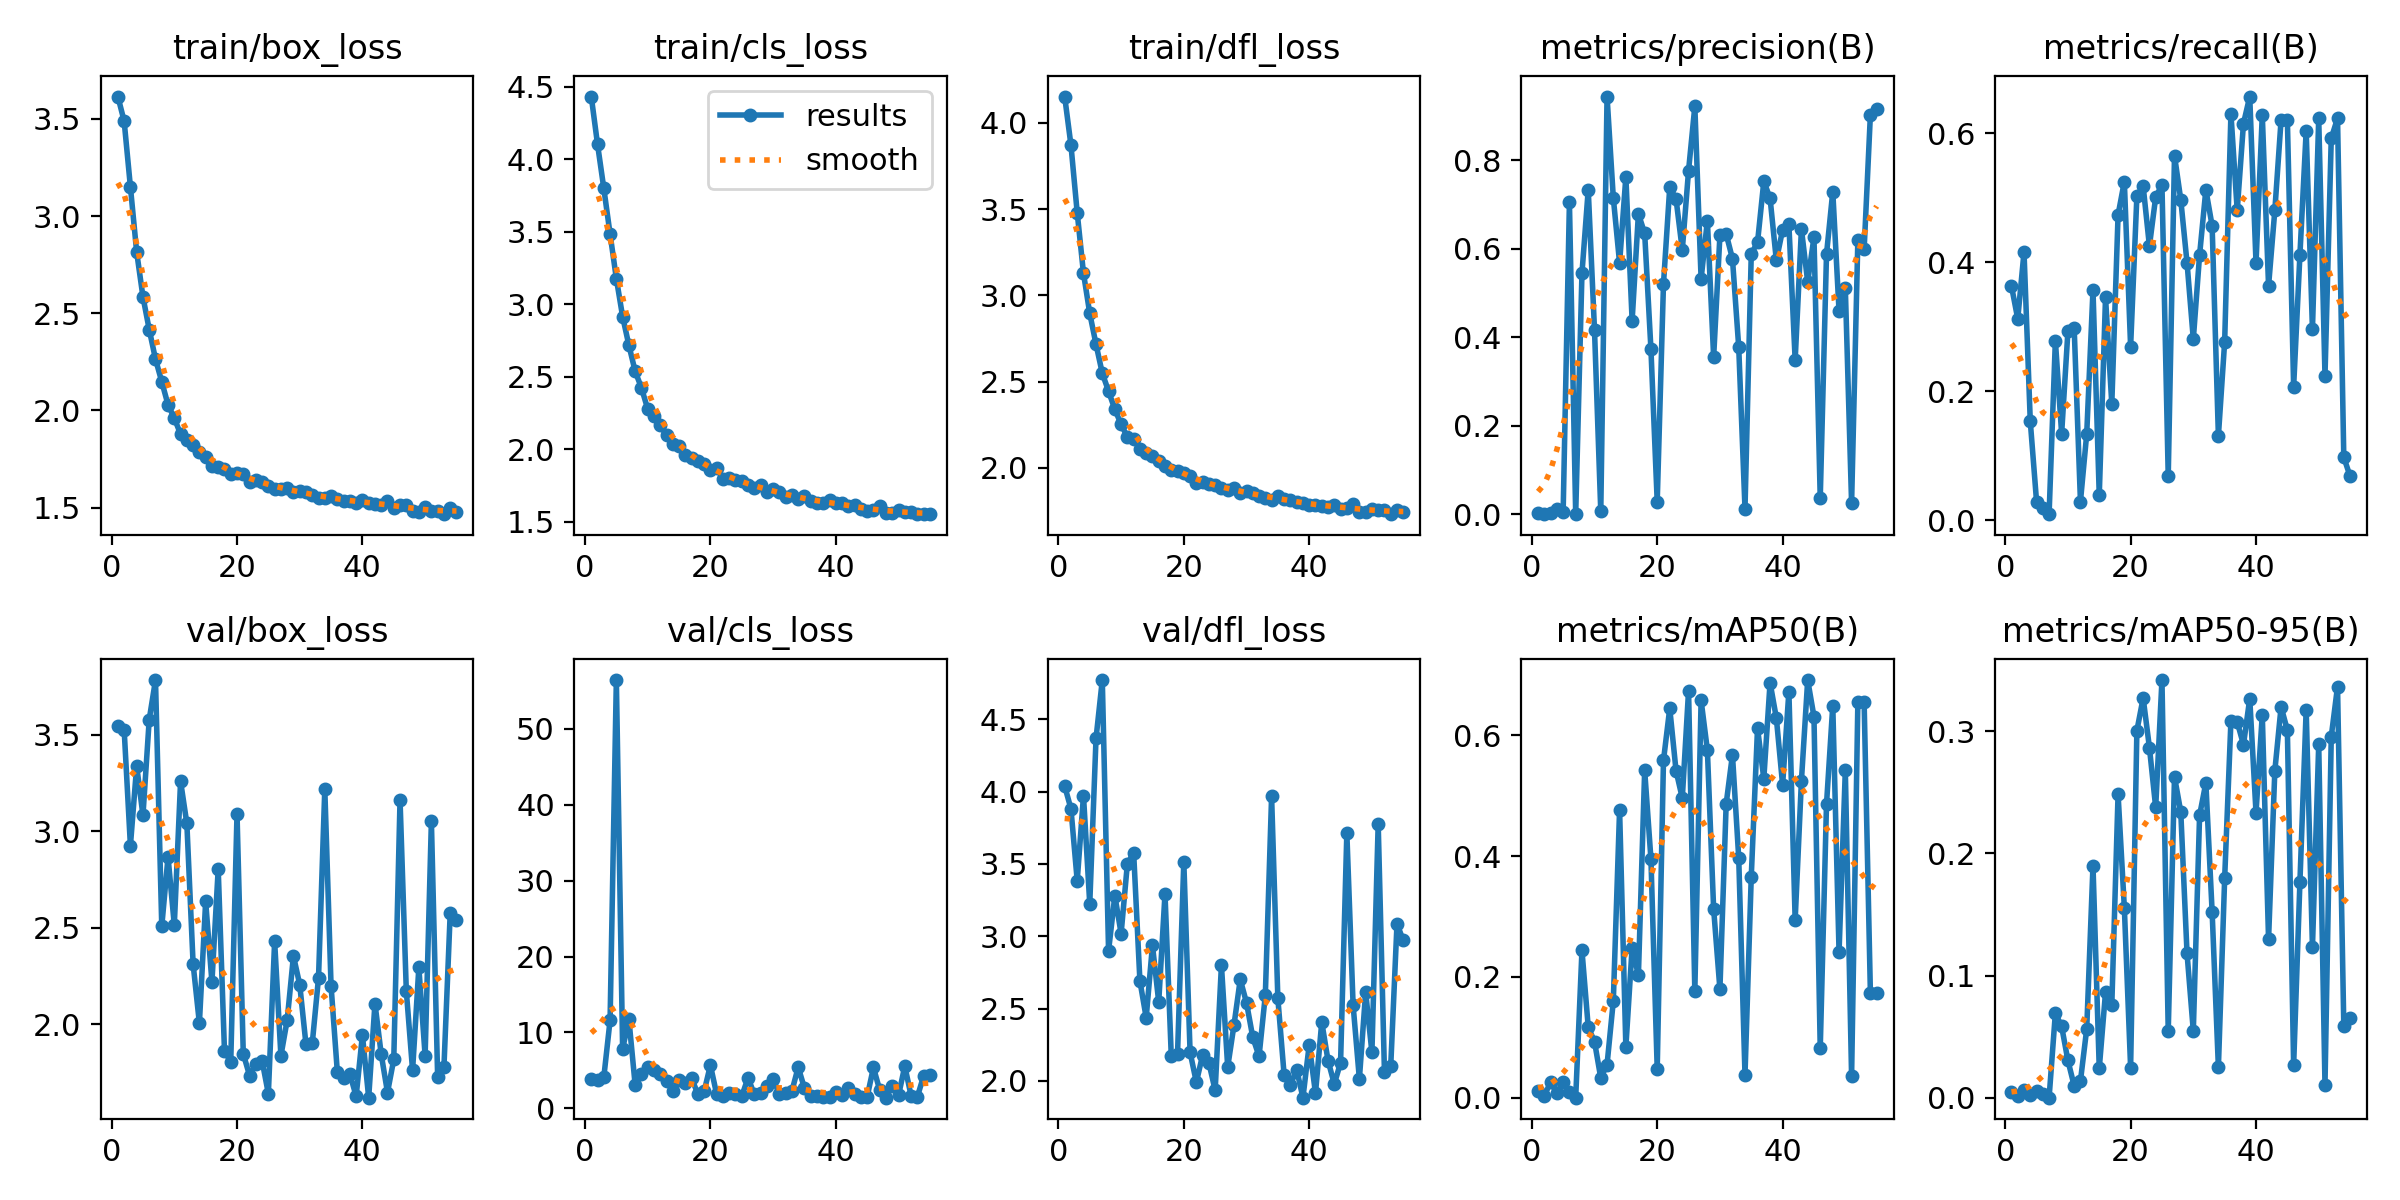 train/box_loss
train/cls_loss
train/dfl_loss
metrics/precision(B)
metrics/recall(B)
3.5
3.0
2.5
2.0
1.5
0 20 40
4.5
4.0
3.5
3.0
2.5
2.0
1.5
0 20 40
results
smooth
4.0
3.5
3.0
2.5
2.0
0 20 40
0.8
0.6
0.4
0.2
0.0
0 20 40
0.6
0.4
0.2
0.0
0 20 40
val/box_loss
val/cls_loss
val/dfl_loss
metrics/mAP50(B)
metrics/mAP50-95(B)
3.5
3.0
2.5
2.0
0 20 40
50
40
30
20
10
0
0 20 40
4.5
4.0
3.5
3.0
2.5
2.0
0 20 40
0.6
0.4
0.2
0.0
0 20 40
0.3
0.2
0.1
0.0
0 20 40